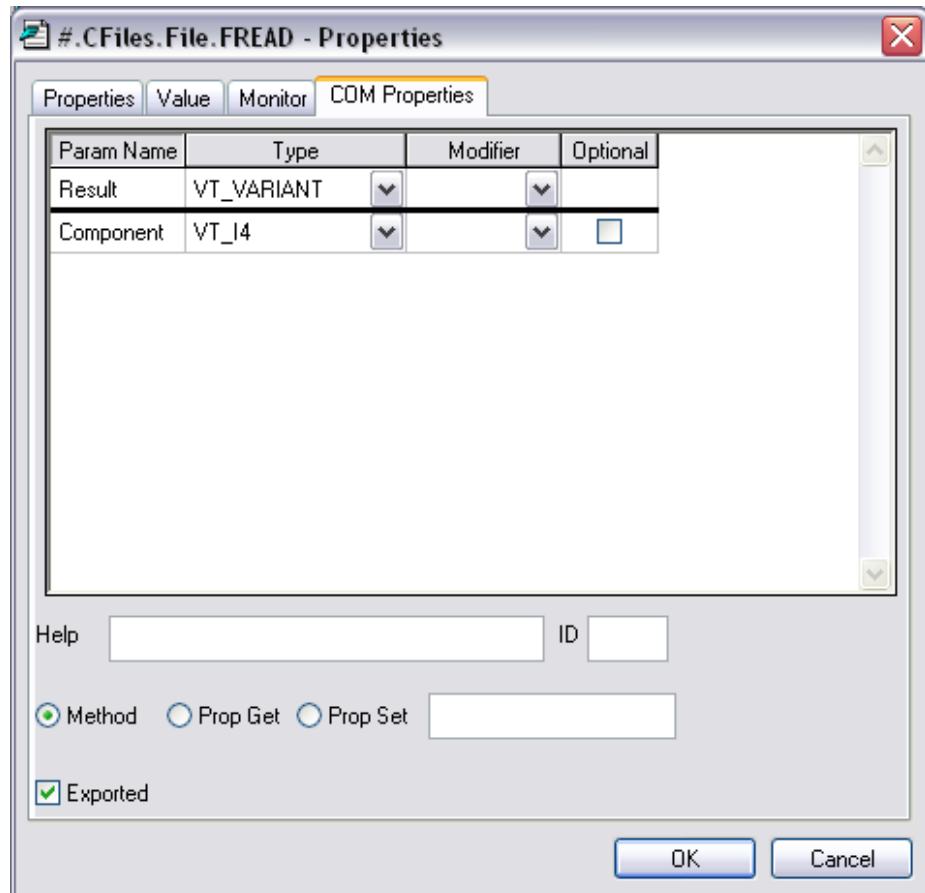 #.CFiles.File.FREAD - Properties
Properties Value Monitor COM Properties
Param Name Type Modifier Optional
Result VT_VARIANT
Component VT_I4
Help ID
Method Prop Get Prop Set
Exported
OK Cancel